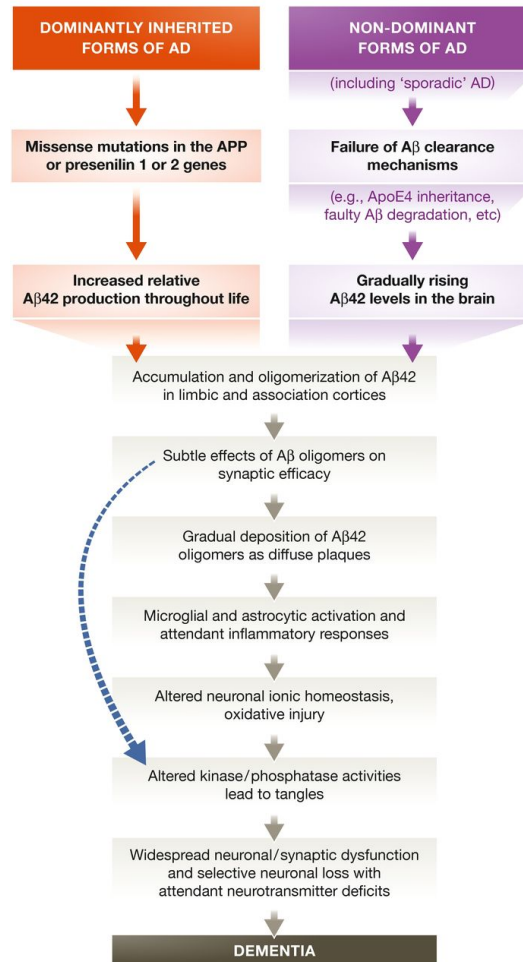 DOMINANTLY INHERITED
FORMS OF AD
Missense mutations in the APP
or presenilin 1 or 2 genes
Increased relative
Aβ42 production throughout life
NON-DOMINANT
FORMS OF AD
(including ‘sporadic’ AD)
Failure of Aβ clearance
mechanisms
(e.g., ApoE4 inheritance,
faulty Aβ degradation, etc)
Gradually rising
Aβ42 levels in the brain
Accumulation and oligomerization of Aβ42
in limbic and association cortices
Subtle effects of Aβ oligomers on
synaptic efficacy
Gradual deposition of Aβ42
oligomers as diffuse plaques
Microglial and astrocytic activation and
attendant inflammatory responses
Altered neuronal ionic homeostasis,
oxidative injury
Altered kinase/phosphatase activities
lead to tangles
Widespread neuronal/synaptic dysfunction
and selective neuronal loss with
attendant neurotransmitter deficits
DEMENTIA